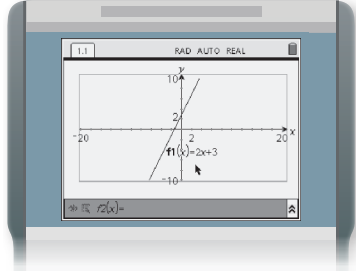 1.1 RAD AUTO REAL
y
10
2
-20 2 20 x
f1(x)=2x+3
-10
f2(x)=